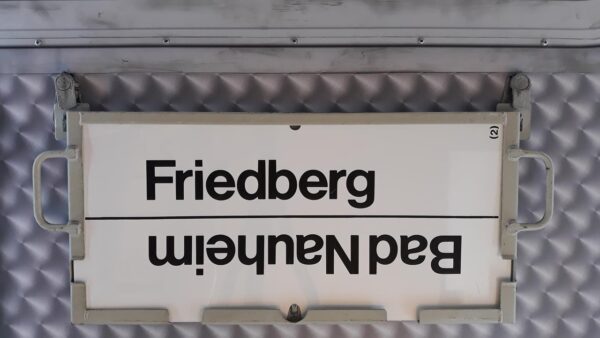 (2)
Friedberg
Bad Nauheim